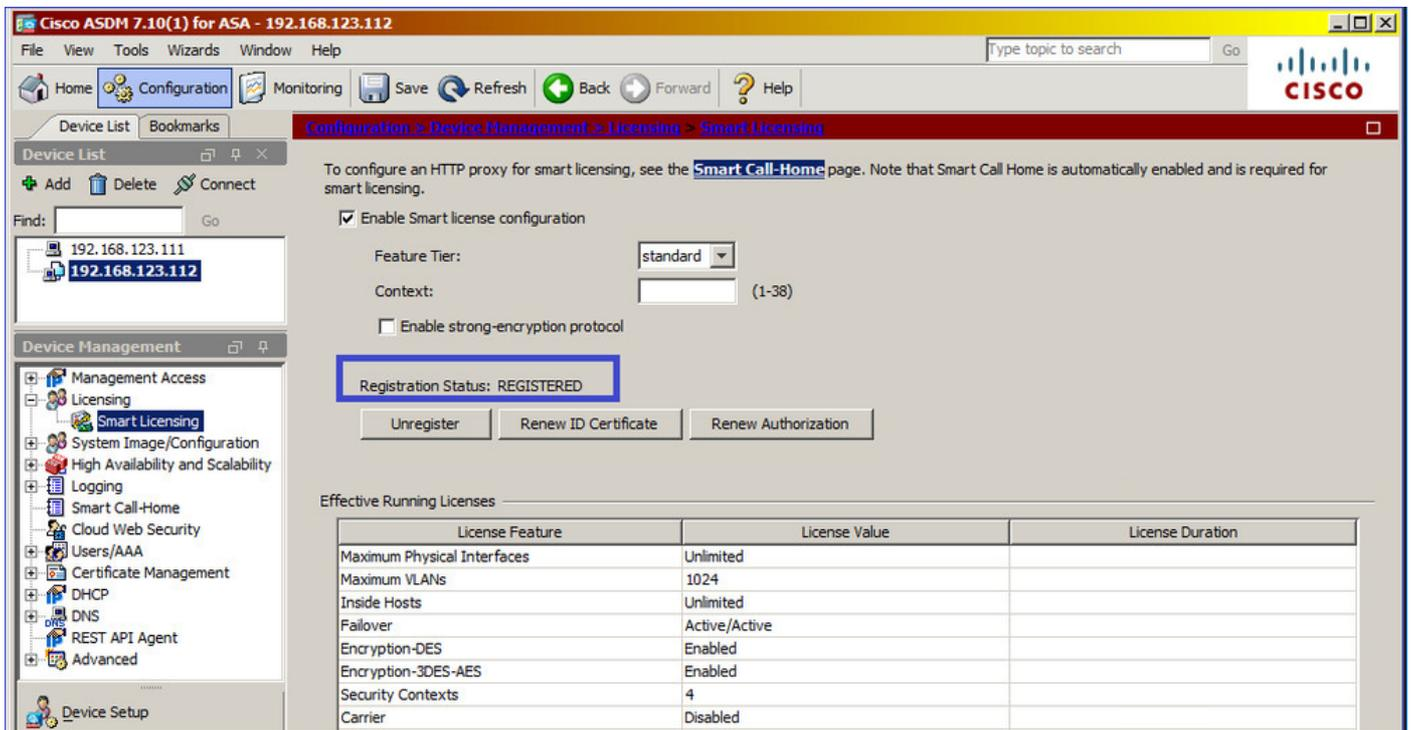 Cisco ASDM 7.10(1) for ASA - 192.168.123.112
File View Tools Wizards Window Help
Type topic to search Go
Home Configuration Monitoring Save Refresh Back Forward Help
CISCO
Device List Bookmarks
Configuration > Device Management > Licensing > Smart Licensing
Device List
Add Delete Connect
Find: Go
192.168.123.111
192.168.123.112
Device Management
Management Access
Licensing
Smart Licensing
System Image/Configuration
High Availability and Scalability
Logging
Smart Call-Home
Cloud Web Security
Users/AAA
Certificate Management
DHCP
DNS
DNS
REST API Agent
Advanced
Device Setup
To configure an HTTP proxy for smart licensing, see the Smart Call-Home page. Note that Smart Call Home is automatically enabled and is required for
smart licensing.
Enable Smart license configuration
Feature Tier: standard
Context: (1-38)
Enable strong-encryption protocol
Registration Status: REGISTERED
Unregister Renew ID Certificate Renew Authorization
Effective Running Licenses
License Feature License Value License Duration
Maximum Physical Interfaces Unlimited
Maximum VLANs 1024
Inside Hosts Unlimited
Failover Active/Active
Encryption-DES Enabled
Encryption-3DES-AES Enabled
Security Contexts 4
Carrier Disabled